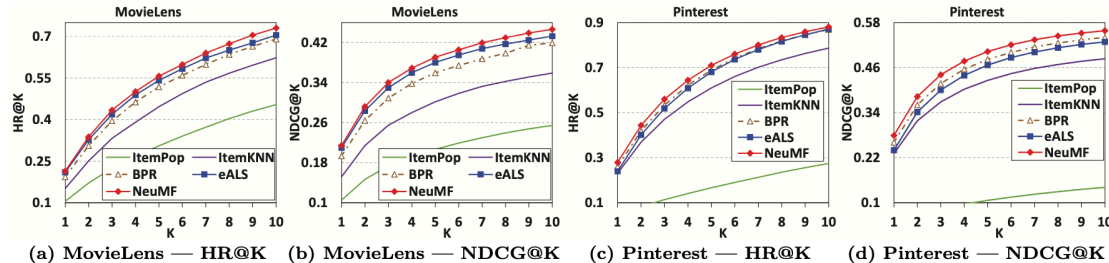 MovieLens
HR@K
0.7
0.55
0.4
0.25
0.1
ItemPop
ItemKNN
BPR
eALS
NeuMF
1 2 3 4 5 6 7 8 9 10
K
(a) MovieLens — HR@K
MovieLens
NDCG@K
0.42
0.34
0.26
0.18
0.1
ItemPop
ItemKNN
BPR
eALS
NeuMF
1 2 3 4 5 6 7 8 9 10
K
(b) MovieLens — NDCG@K
Pinterest
HR@K
0.9
0.7
0.5
0.3
0.1
ItemPop
ItemKNN
BPR
eALS
NeuMF
1 2 3 4 5 6 7 8 9 10
K
(c) Pinterest — HR@K
Pinterest
NDCG@K
0.58
0.46
0.34
0.22
0.1
ItemPop
ItemKNN
BPR
eALS
NeuMF
1 2 3 4 5 6 7 8 9 10
K
(d) Pinterest — NDCG@K